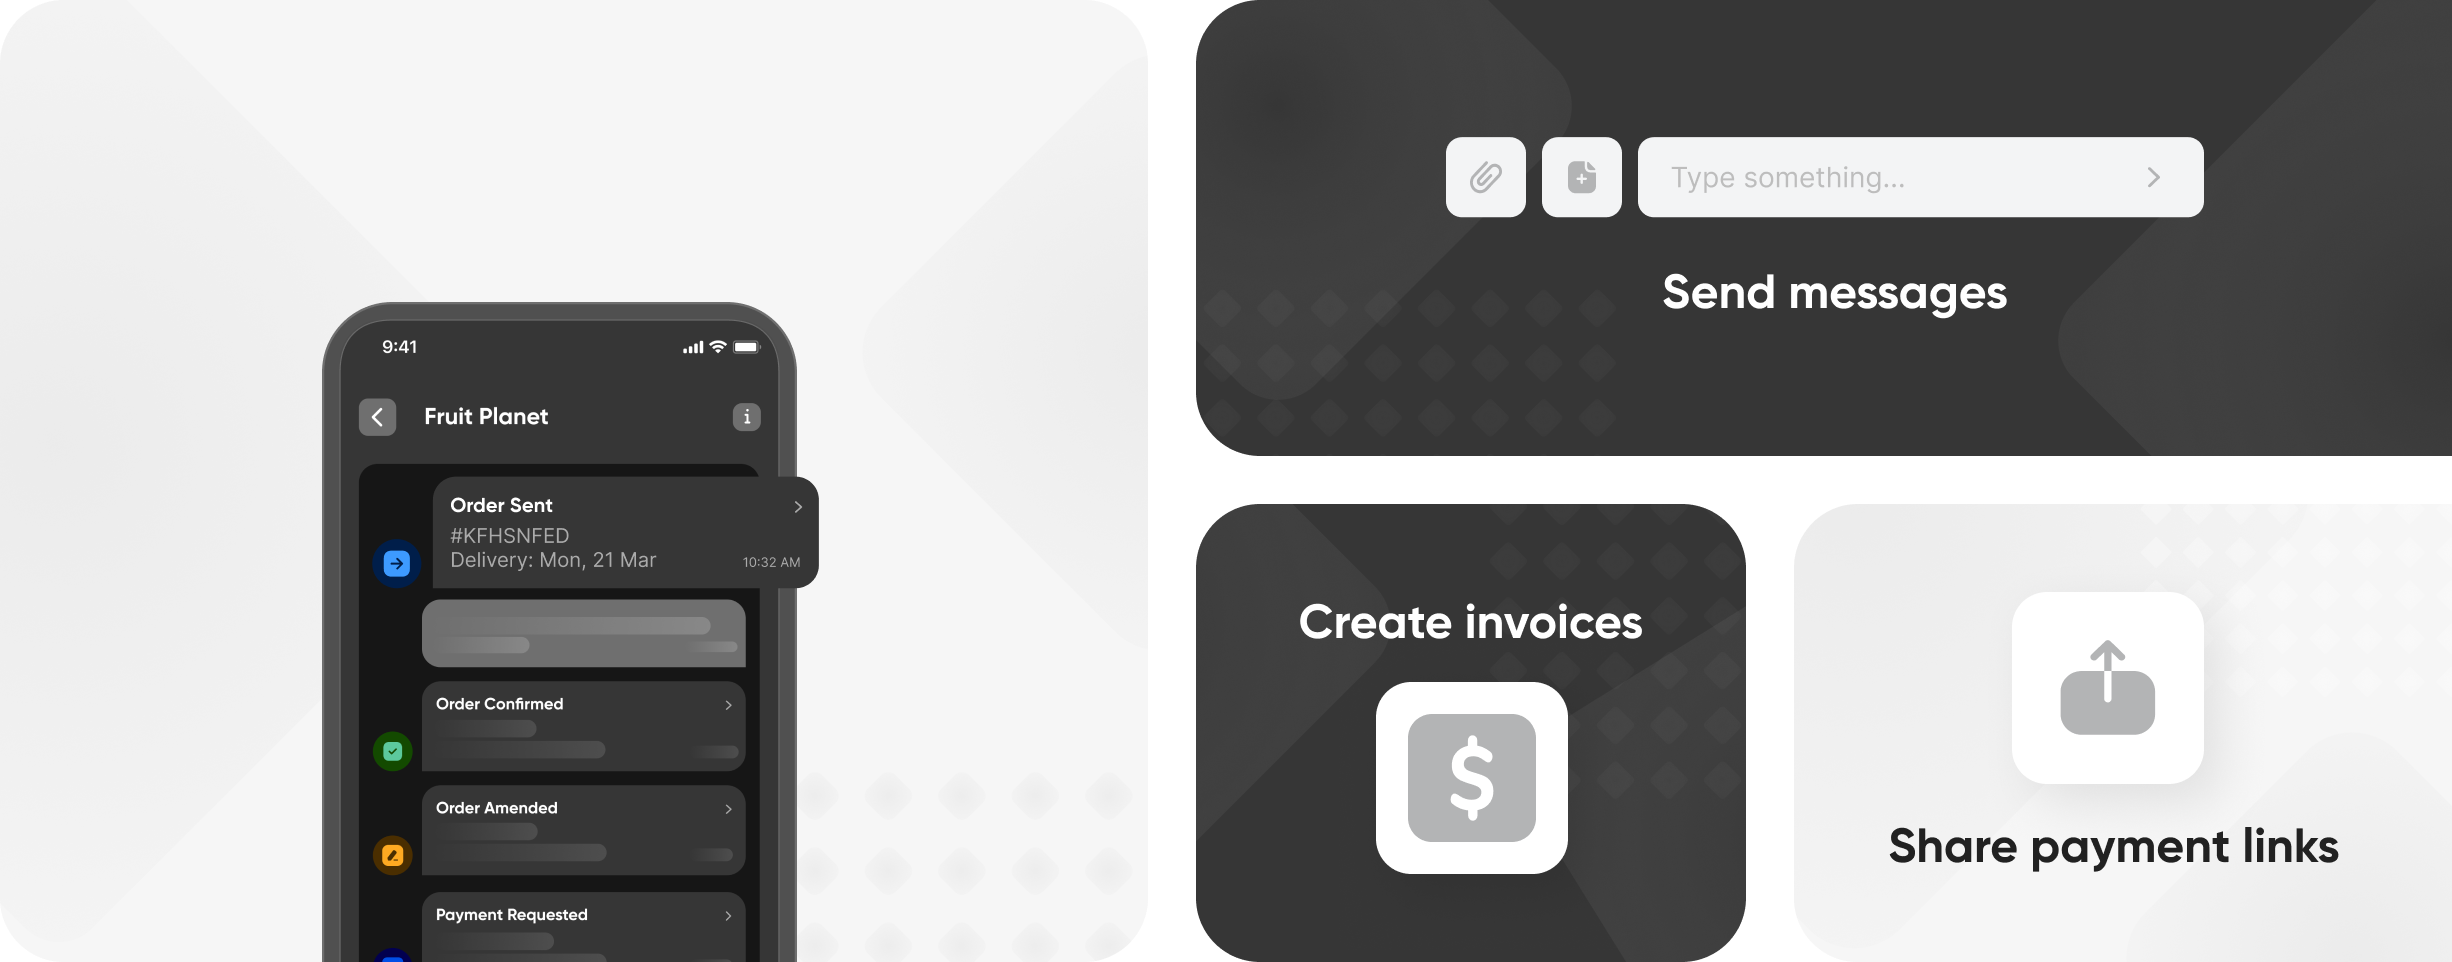 9:41
Fruit Planet
Order Sent
#KFHSNFED
Delivery: Mon, 21 Mar
10:32 AM
Order Confirmed
Order Amended
Payment Requested
Type something...
Send messages
Create invoices
$
Share payment links